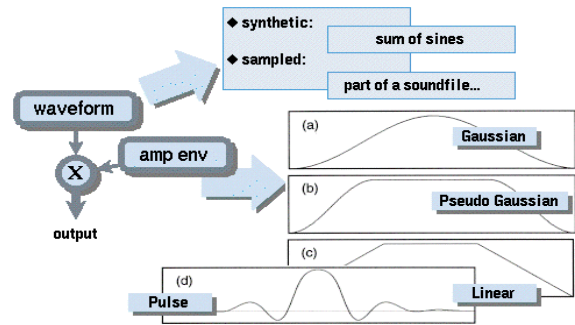 ◆ synthetic:
sum of sines
◆ sampled:
part of a soundfile...
waveform
amp env
X
output
(a)
Gaussian
(b)
Pseudo Gaussian
(c)
Linear
(d)
Pulse